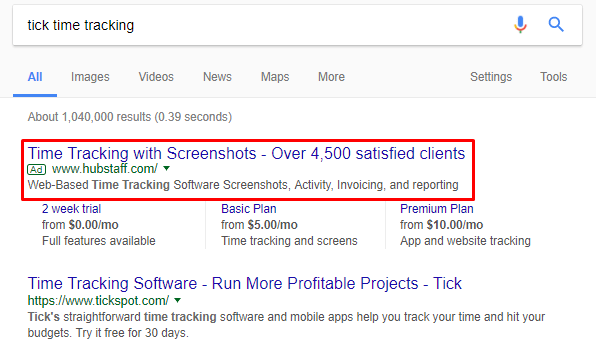 tick time tracking
All Images Videos News Maps More Settings Tools
About 1,040,000 results (0.39 seconds)
Time Tracking with Screenshots - Over 4,500 satisfied clients
Ad www.hubstaff.com/
Web-Based Time Tracking Software Screenshots, Activity, Invoicing, and reporting
2 week trial Basic Plan Premium Plan
from $0.00/mo from $5.00/mo from $10.00/mo
Full features available Time tracking and screens App and website tracking
Time Tracking Software - Run More Profitable Projects - Tick
https://www.tickspot.com/
Tick's straightforward time tracking software and mobile apps help you track your time and hit your
budgets. Try it free for 30 days.